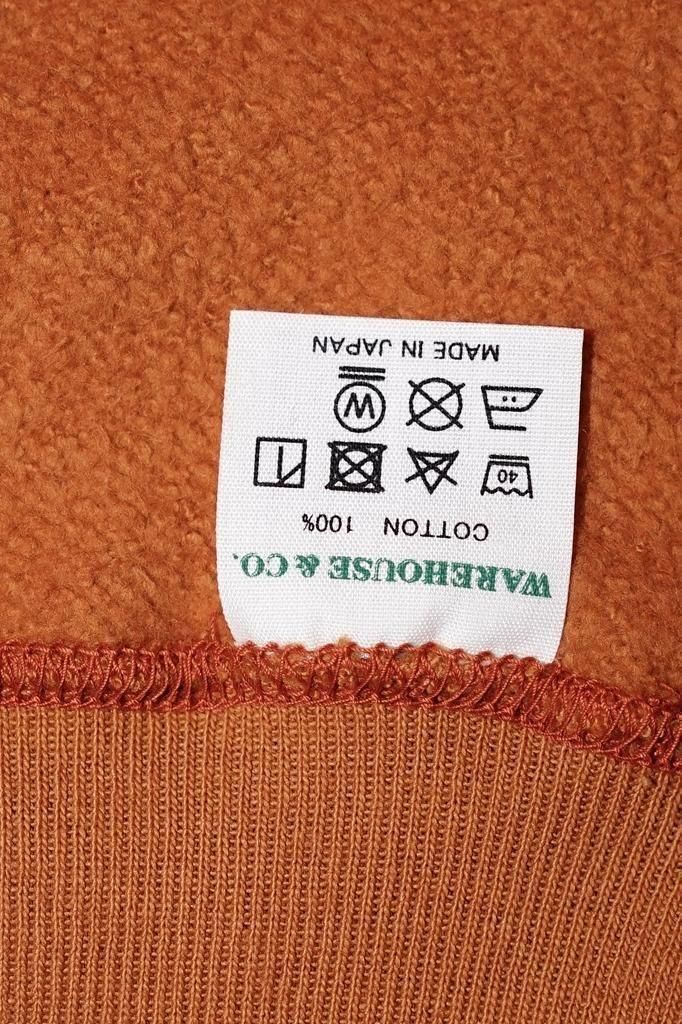 WAREHOUSE & CO.
COTTON 100%
40
W
MADE IN JAPAN